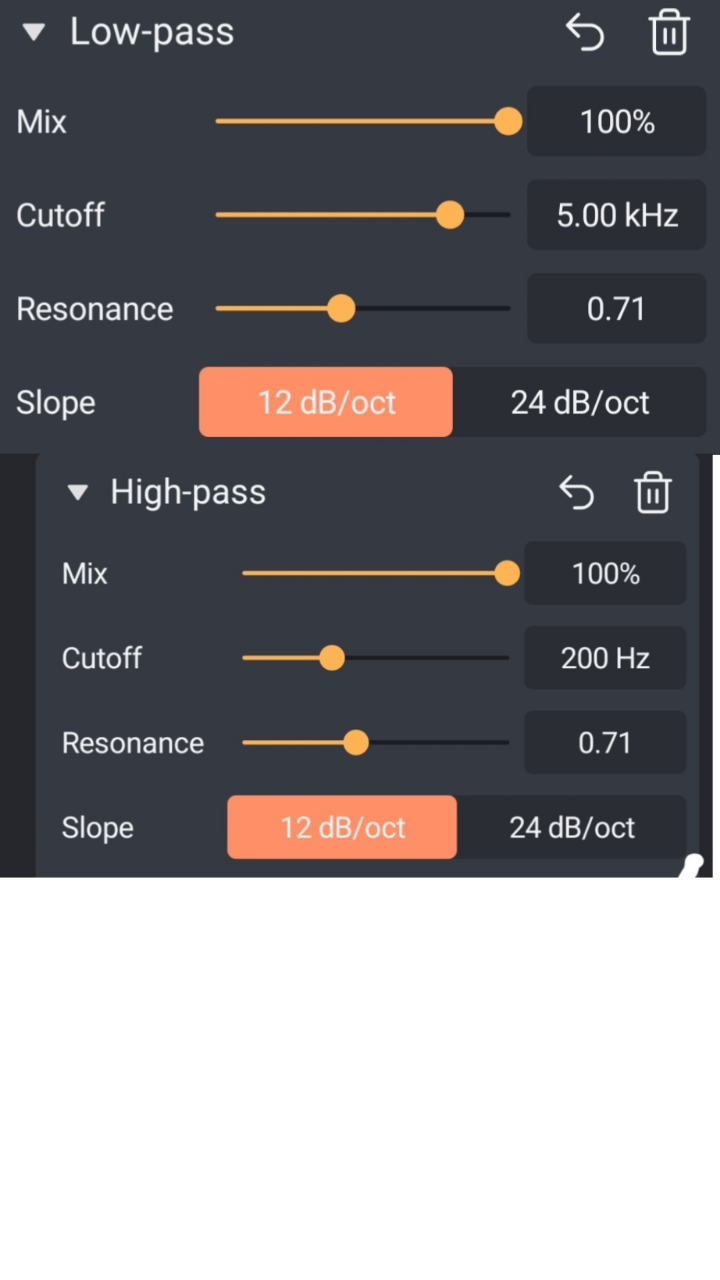 Low-pass
Mix 100%
Cutoff 5.00 kHz
Resonance 0.71
Slope 12 dB/oct 24 dB/oct
High-pass
Mix 100%
Cutoff 200 Hz
Resonance 0.71
Slope 12 dB/oct 24 dB/oct